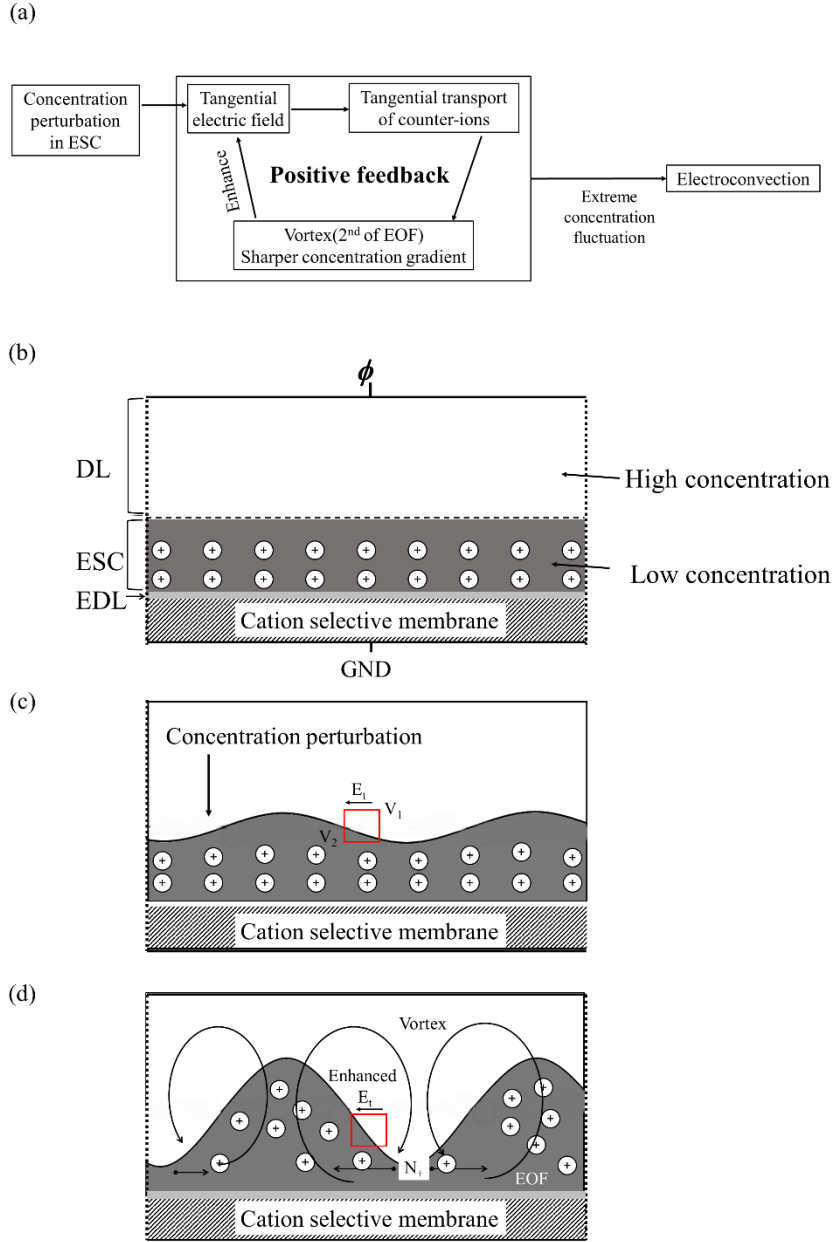 (a)
Concentration
perturbation
in ESC
Tangential
electric field
Tangential transport
of counter-ions
Enhance
Positive feedback
Vortex(2nd of EOF)
Sharper concentration gradient
Extreme
concentration
fluctuation
Electroconvection
(b)
ϕ
DL
High concentration
ESC
Low concentration
EDL
Cation selective membrane
GND
(c)
Concentration perturbation
Et
V1
V2
Cation selective membrane
(d)
Vortex
Enhanced
Et
N+
EOF
Cation selective membrane